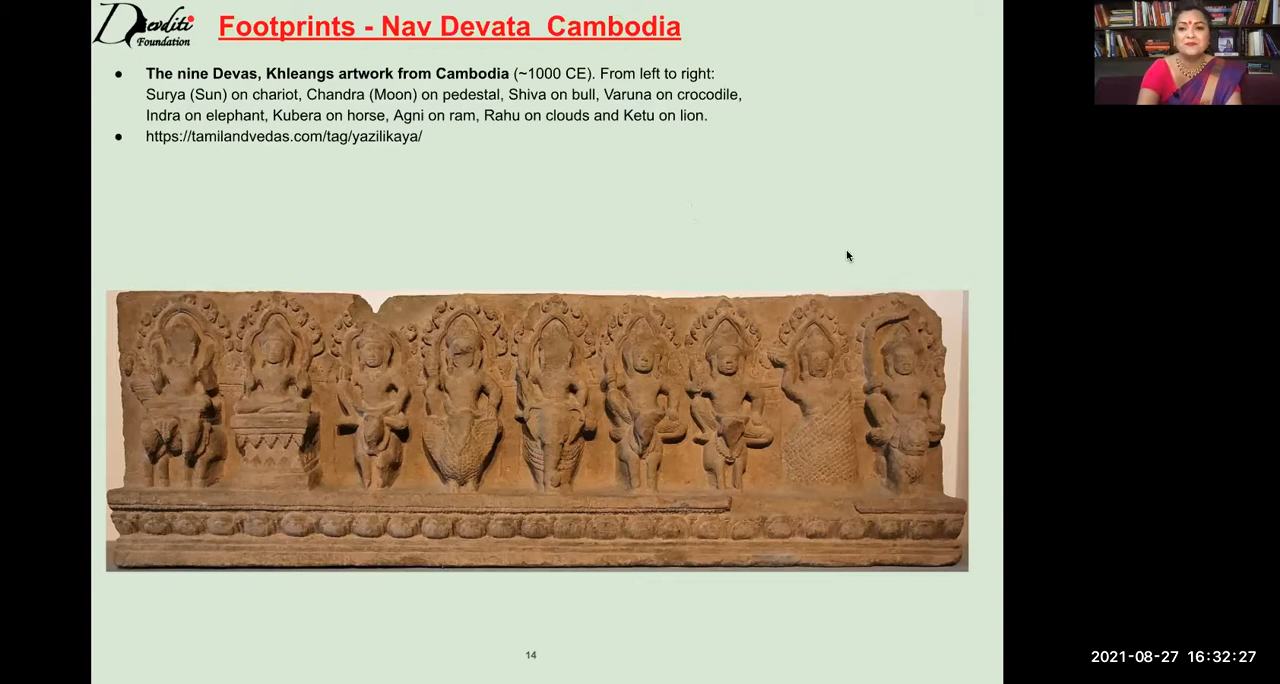 Devditi
Foundation
Footprints - Nav Devata Cambodia
● The nine Devas, Khleangs artwork from Cambodia (~1000 CE). From left to right:
Surya (Sun) on chariot, Chandra (Moon) on pedestal, Shiva on bull, Varuna on crocodile,
Indra on elephant, Kubera on horse, Agni on ram, Rahu on clouds and Ketu on lion.
● https://tamilandvedas.com/tag/yazilikaya/
14
2021-08-27 16:32:27